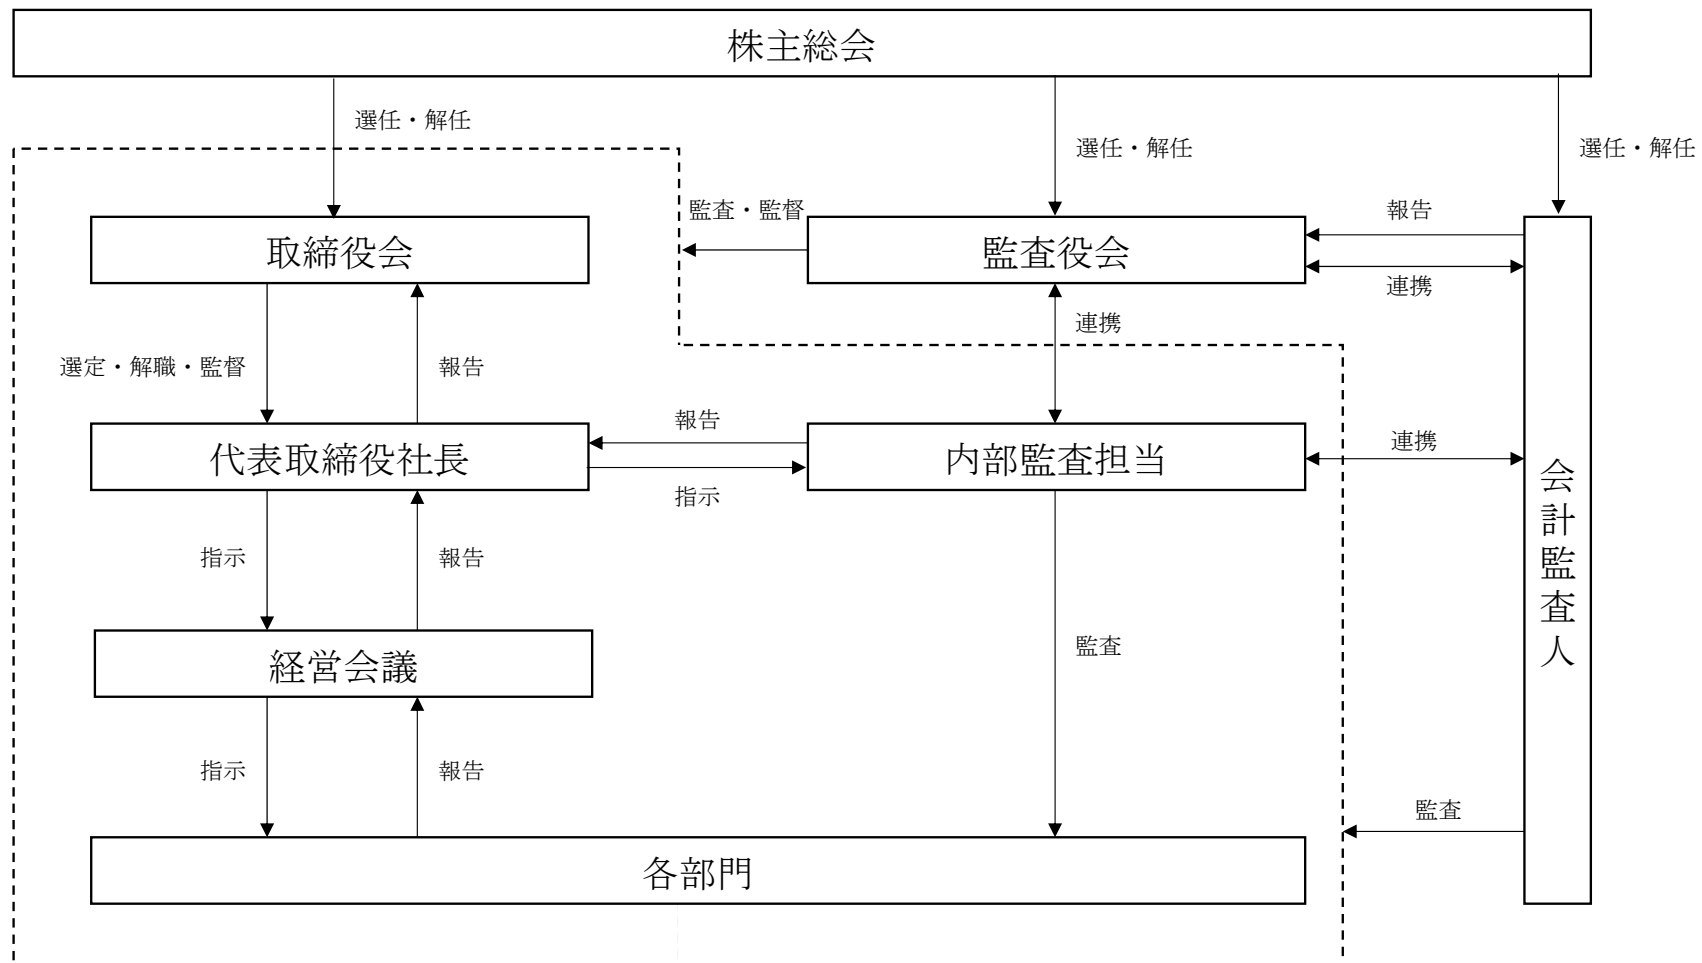 株主総会
選任・解任
選任・解任
選任・解任
監査・監督
報告
取締役会
監査役会
連携
連携
選定・解職・監督
報告
報告
代表取締役社長
内部監査担当
連携
指示
会計監査人
指示
報告
監査
経営会議
指示
報告
監査
各部門